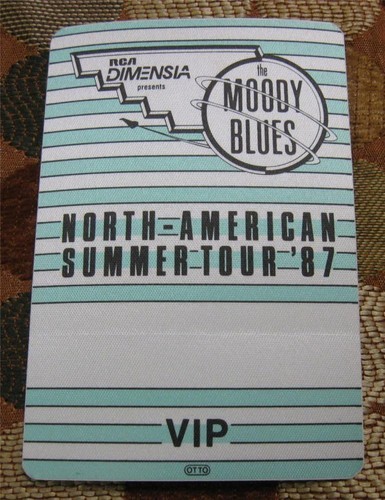 RCA
DIMENSIA
presents
the
MOODY
BLUES
NORTH-AMERICAN
SUMMER-TOUR '87
VIP
OTTO